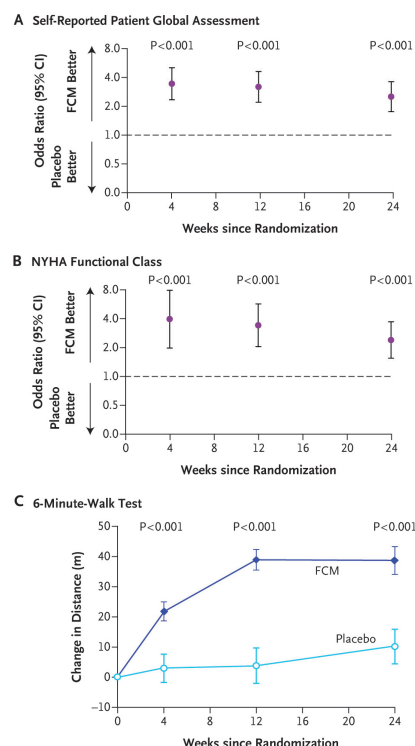 A Self-Reported Patient Global Assessment
P<0.001 P<0.001 P<0.001
Odds Ratio (95% CI)
FCM Better
Placebo
Better
8.0
4.0
2.0
1.0
0.5
0.0
0 4 8 12 16 20 24
Weeks since Randomization
B NYHA Functional Class
P<0.001 P<0.001 P<0.001
Odds Ratio (95% CI)
FCM Better
Placebo
Better
8.0
4.0
2.0
1.0
0.5
0.0
0 4 8 12 16 20 24
Weeks since Randomization
C 6-Minute-Walk Test
P<0.001 P<0.001 P<0.001
Change in Distance (m)
50
40
30
20
10
0
−10
FCM
Placebo
0 4 8 12 16 20 24
Weeks since Randomization